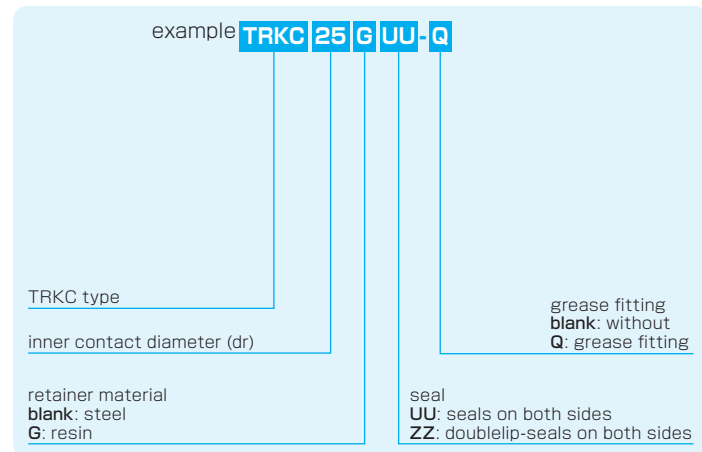 example TRKC 25 G UU - Q
TRKC type
inner contact diameter (dr)
retainer material
blank: steel
G: resin
grease fitting
blank: without
Q: grease fitting
seal
UU: seals on both sides
ZZ: doublelip-seals on both sides